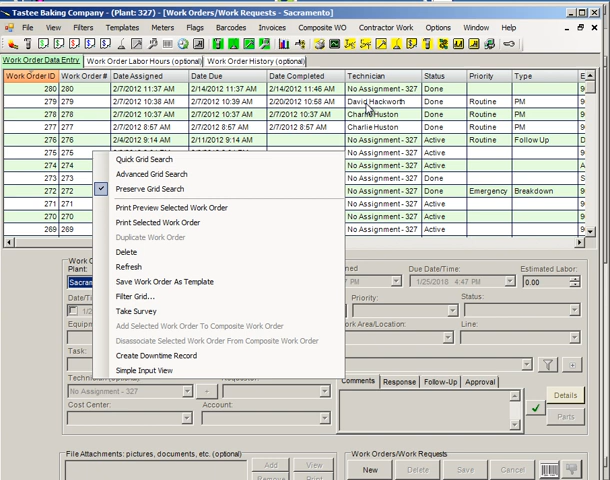 Tastee Baking Company - (Plant: 327) - [Work Orders/Work Requests - Sacramento]
File View Filters Templates Meters Flags Barcodes Invoices Composite WO Contractor Work Options Window Help
Work Order Data Entry Work Order Labor Hours (optional) Work Order History (optional)
Work Order ID Work Order # Date Assigned Date Due Date Completed Technician Status Priority Type E
280 280 2/7/2012 11:37 AM 2/14/2012 11:37 AM 2/14/2012 11:46 AM No Assignment - 327 Done
279 279 2/7/2012 10:38 AM 2/7/2012 10:39 AM 2/20/2012 10:58 AM David Hackworth Done Routine PM
278 278 2/7/2012 10:37 AM 2/7/2012 10:37 AM 2/7/2012 10:37 AM Charlie Huston Done Routine PM
277 277 2/7/2012 8:57 AM 2/7/2012 8:57 AM 2/7/2012 8:57 AM Charlie Huston Done Routine PM
276 276 2/4/2012 9:14 AM 2/11/2012 9:14 AM No Assignment - 327 Active Routine Follow Up
275 275 No Assignment - 327 Active
274 274 No Assignment - 327 Active
273 273 No Assignment - 327 Done
272 272 No Assignment - 327 Done Emergency Breakdown
271 271 No Assignment - 327 Active
270 270 No Assignment - 327 Active
269 269 No Assignment - 327 Active
Quick Grid Search
Advanced Grid Search
Preserve Grid Search
Print Preview Selected Work Order
Print Selected Work Order
Duplicate Work Order
Delete
Refresh
Save Work Order As Template
Filter Grid...
Take Survey
Add Selected Work Order To Composite Work Order
Disassociate Selected Work Order From Composite Work Order
Create Downtime Record
Simple Input View
Plant: Due Date/Time: Estimated Labor:
1/25/2018 4:47 PM 0.00
Priority: Status:
Work Area/Location: Line:
Task:
Technician (optional)
No Assignment - 327
Cost Center: Account:
Comments Response Follow-Up Approval
Details
Parts
File Attachments: pictures, documents, etc. (optional)
Add View
Remove Print
Work Orders/Work Requests
New Delete Save Cancel